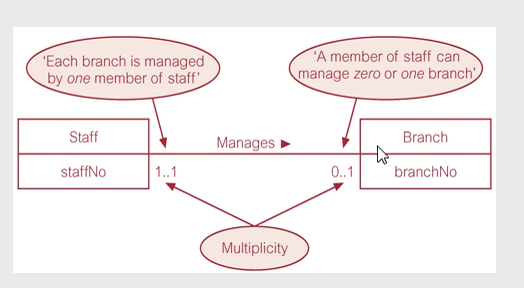 ‘Each branch is managed
by one member of staff’
‘A member of staff can
manage zero or one branch’
Staff
Manages ►
Branch
staffNo
1..1
0..1
branchNo
Multiplicity